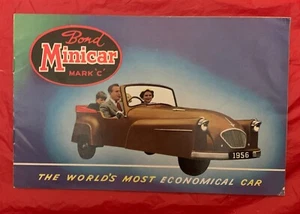 Bond
Minicar
MARK "C"
1956
THE WORLD'S MOST ECONOMICAL CAR